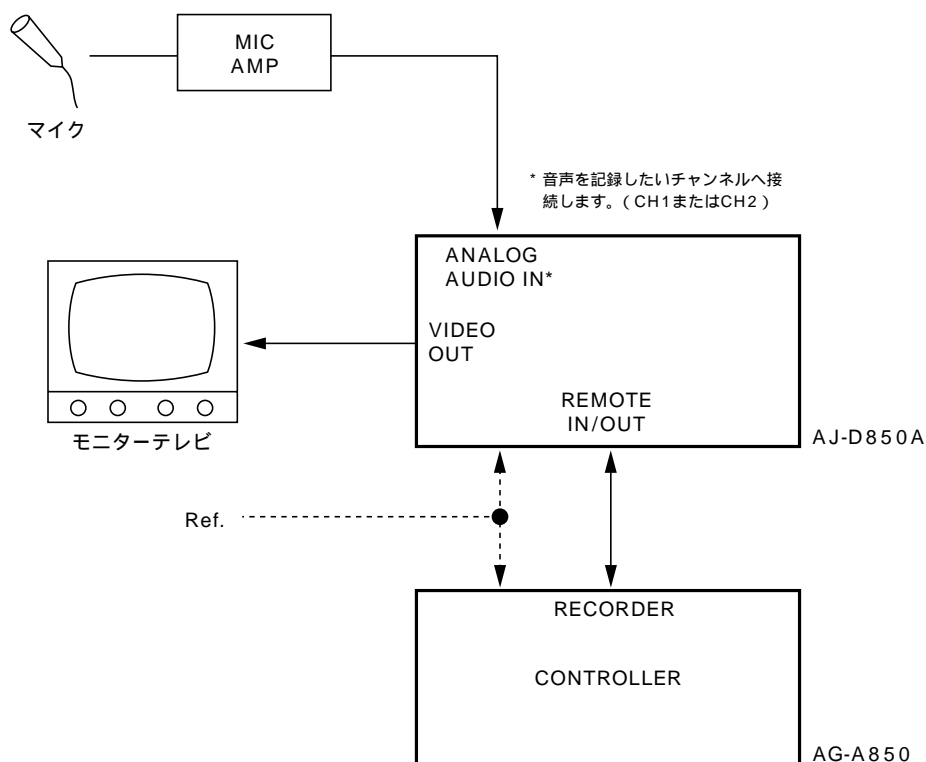 MIC
AMP
マイク
* 音声を記録したいチャンネルへ接
続します。（CH1またはCH2）
ANALOG
AUDIO IN*
VIDEO
OUT
REMOTE
IN/OUT
AJ-D850A
モニターテレビ
Ref.
RECORDER
CONTROLLER
AG-A850